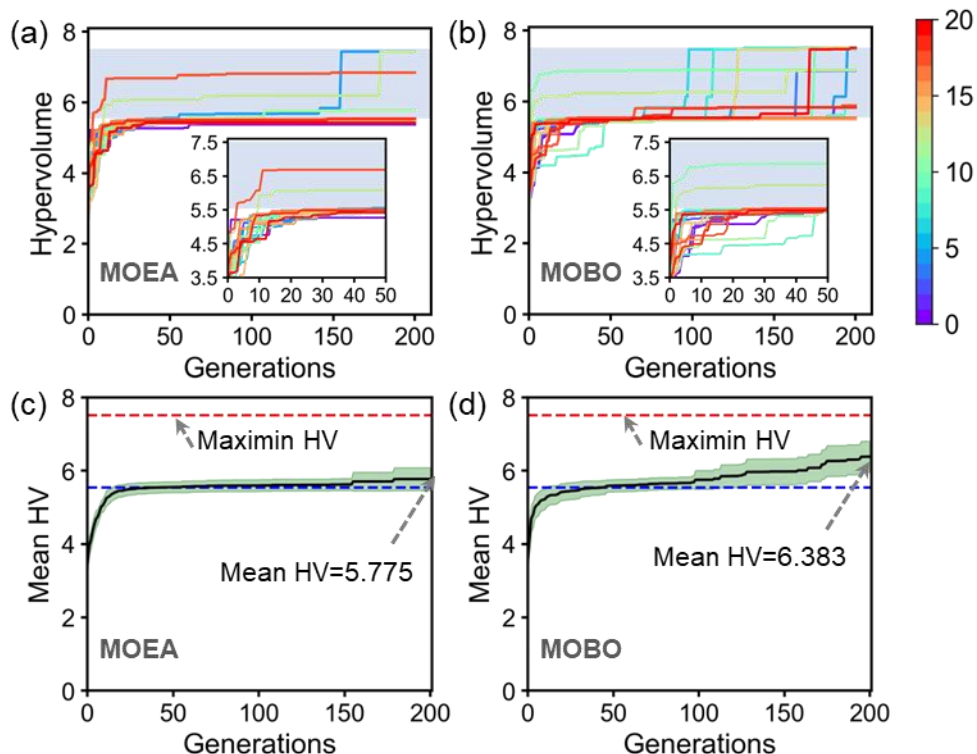 (a)
8
6
4
2
0
Hypervolume
7.5
6.5
5.5
4.5
3.5
0 10 20 30 40 50
MOEA
0 50 100 150 200
Generations
(b)
8
6
4
2
0
Hypervolume
7.5
6.5
5.5
4.5
3.5
0 10 20 30 40 50
MOBO
0 50 100 150 200
Generations
20
15
10
5
0
(c)
8
6
4
2
0
Mean HV
Maximin HV
Mean HV=5.775
MOEA
0 50 100 150 200
Generations
(d)
8
6
4
2
0
Mean HV
Maximin HV
Mean HV=6.383
MOBO
0 50 100 150 200
Generations